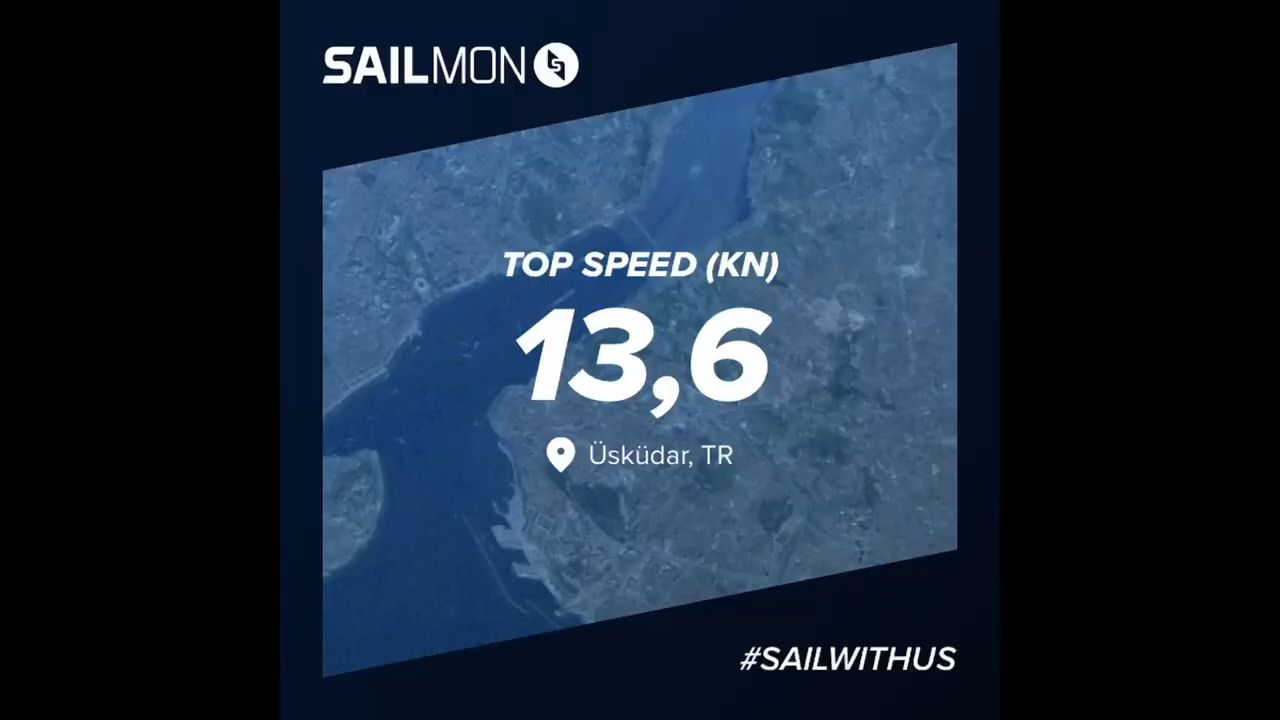 SAILMON
TOP SPEED (KN)
13,6
Üsküdar, TR
#SAILWITHUS